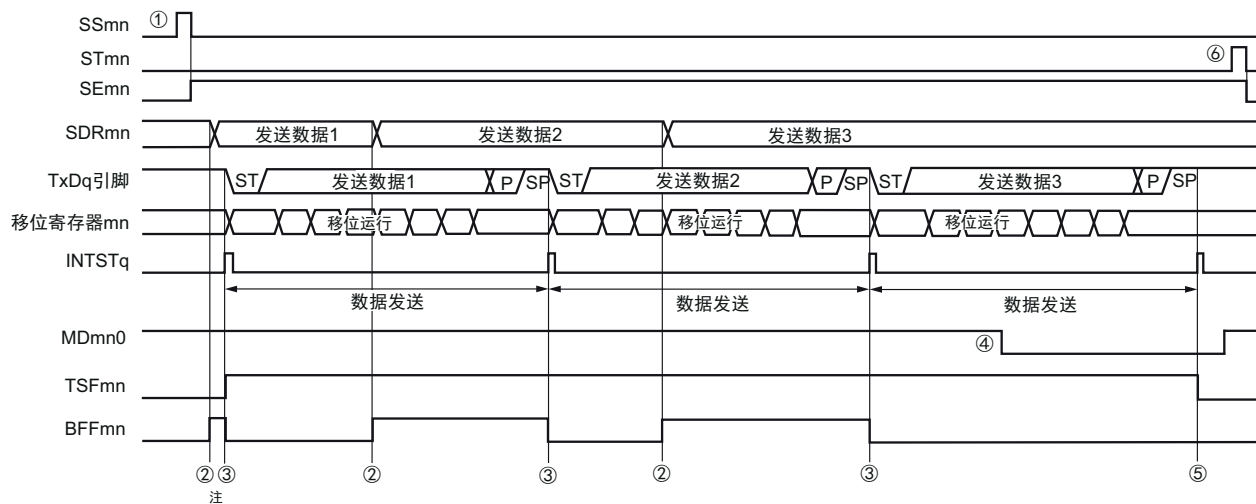 SSmn ①
STmn ⑥
SEmn
SDRmn 发送数据1 发送数据2 发送数据3
TxDq引脚 ST 发送数据1 P SP ST 发送数据2 P SP ST 发送数据3 P SP
移位寄存器mn 移位运行 移位运行 移位运行
INTSTq
数据发送 数据发送 数据发送
MDmn0 ④
TSFmn
BFFmn
② ③ ② ③ ② ③ ⑤
注